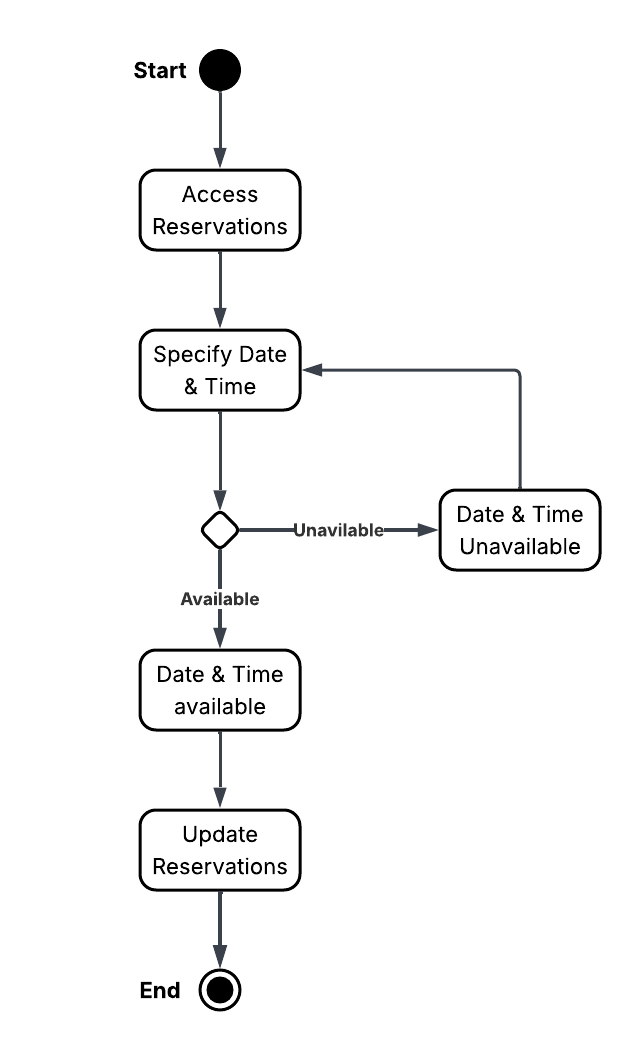 Start
Access
Reservations
Specify Date
& Time
Unavilable
Date & Time
Unavailable
Available
Date & Time
available
Update
Reservations
End